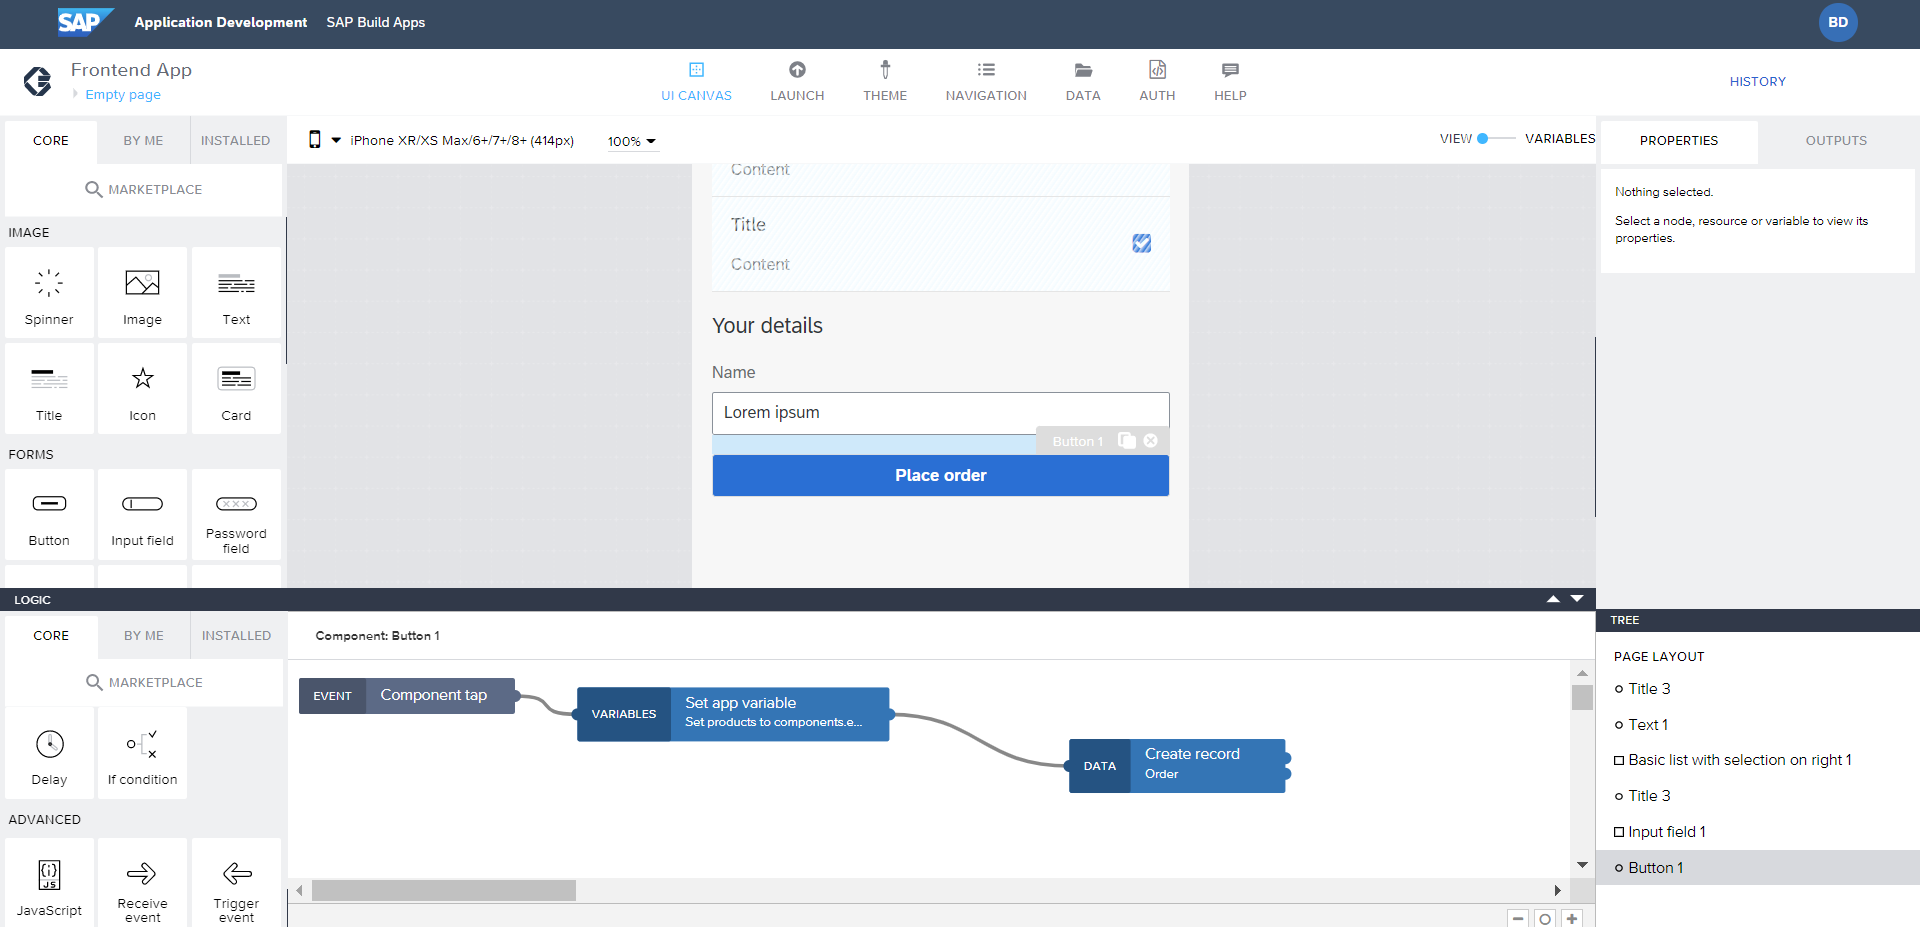 SAP
Application Development
SAP Build Apps
BD
Frontend App
Empty page
UI CANVAS
LAUNCH
THEME
NAVIGATION
DATA
AUTH
HELP
HISTORY
CORE
BY ME
INSTALLED
MARKETPLACE
IMAGE
Spinner
Image
Text
Title
Icon
Card
FORMS
Button
Input field
Password
field
iPhone XR/XS Max/6+/7+/8+ (414px)
100%
VIEW
VARIABLES
Content
Title
Content
Your details
Name
Lorem ipsum
Button 1
Place order
PROPERTIES
OUTPUTS
Nothing selected.
Select a node, resource or variable to view its
properties.
LOGIC
CORE
BY ME
INSTALLED
MARKETPLACE
Delay
If condition
ADVANCED
{i}
JS
JavaScript
Receive
event
Trigger
event
Component: Button 1
EVENT
Component tap
VARIABLES
Set app variable
Set products to components.e...
DATA
Create record
Order
TREE
PAGE LAYOUT
Title 3
Text 1
Basic list with selection on right 1
Title 3
Input field 1
Button 1